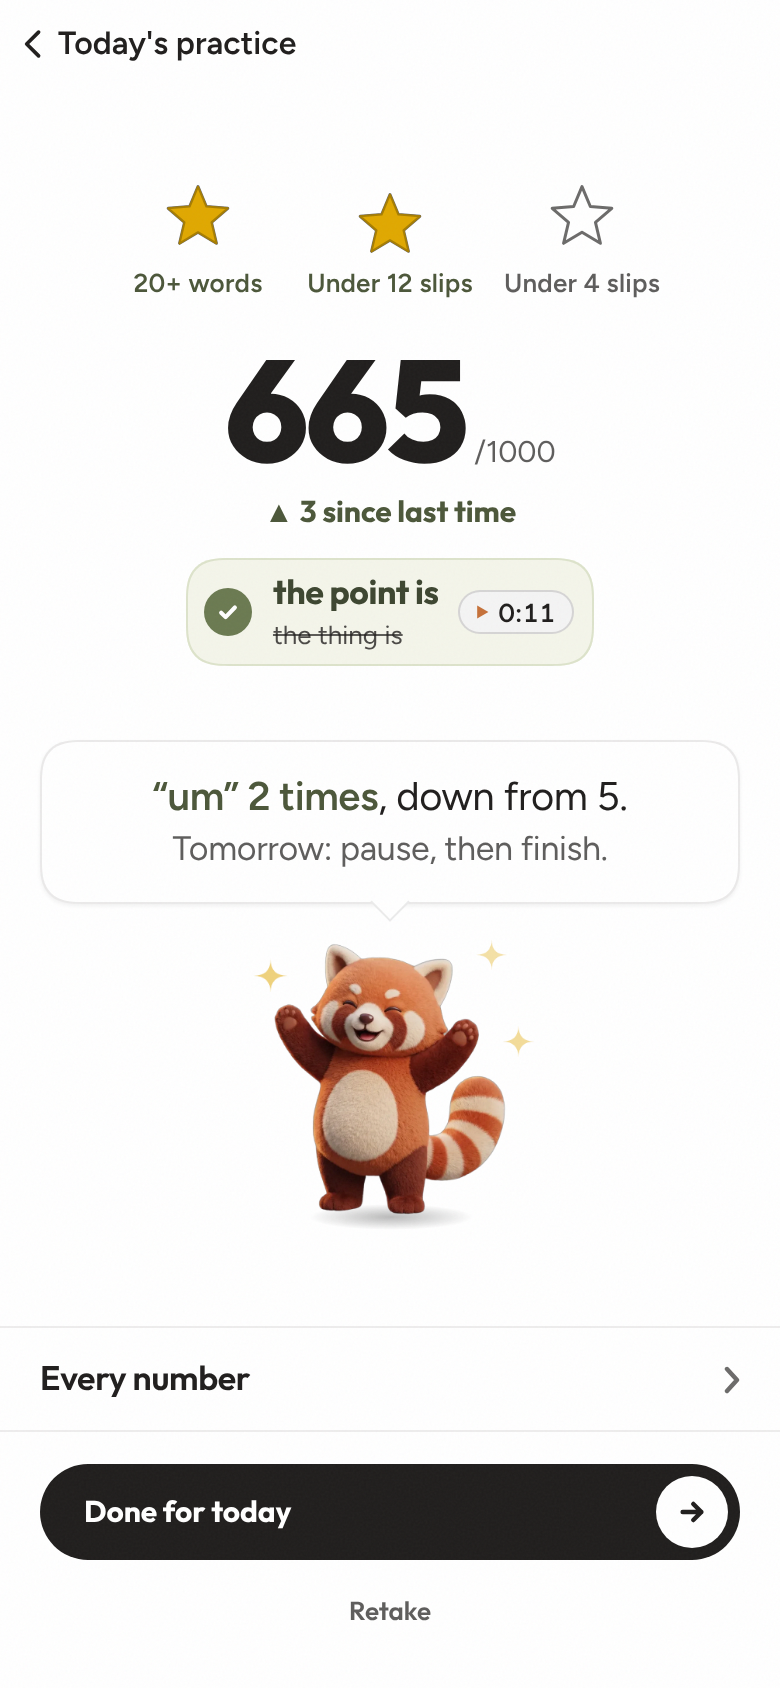 Today's practice
20+ words
Under 12 slips
Under 4 slips
665/1000
▲ 3 since last time
the point is
the thing is
0:11
“um” 2 times, down from 5.
Tomorrow: pause, then finish.
Every number
Done for today
Retake